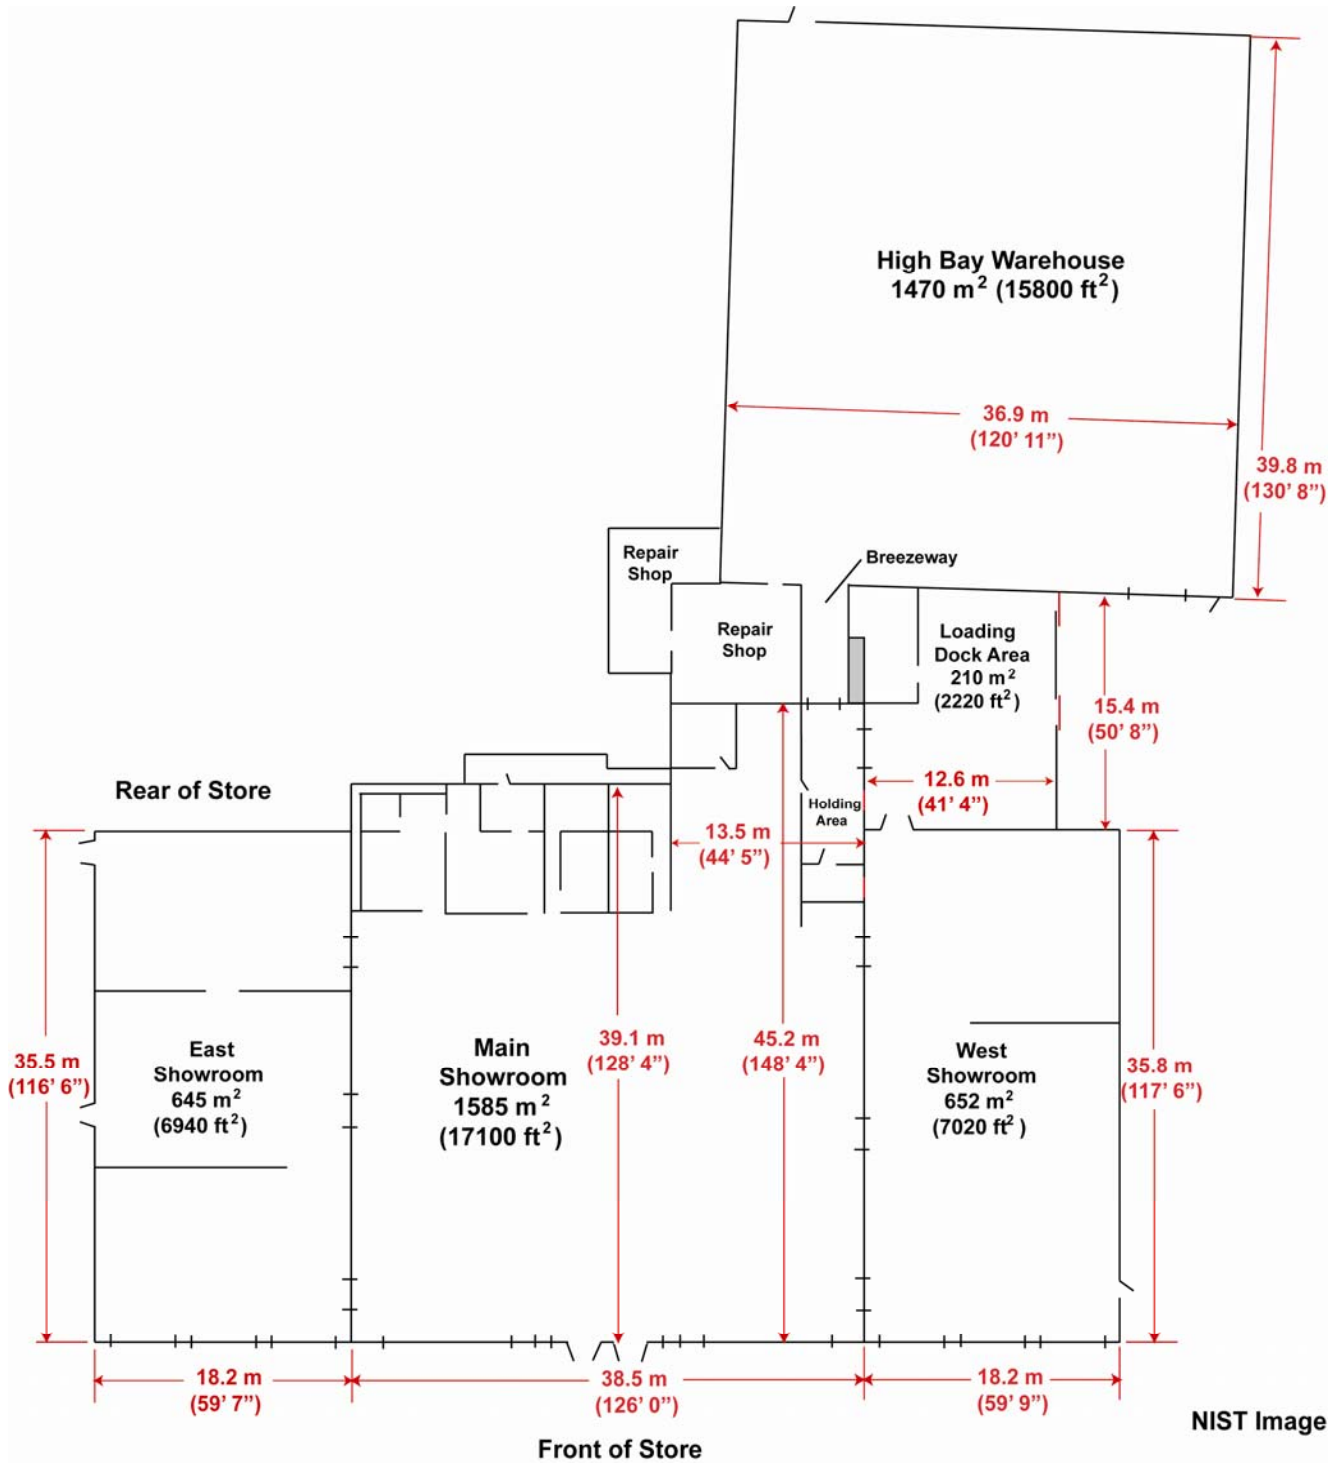 High Bay Warehouse
1470 m² (15800 ft²)
36.9 m
(120’ 11”)
39.8 m
(130’ 8”)
Repair
Shop
Breezeway
Repair
Shop
Loading
Dock Area
210 m²
(2220 ft²)
15.4 m
(50’ 8”)
12.6 m
(41’ 4”)
Rear of Store
Holding
Area
13.5 m
(44’ 5”)
35.5 m
(116’ 6”)
East
Showroom
645 m²
(6940 ft²)
Main
Showroom
1585 m²
(17100 ft²)
39.1 m
(128’ 4”)
45.2 m
(148’ 4”)
West
Showroom
652 m²
(7020 ft²)
35.8 m
(117’ 6”)
18.2 m
(59’ 7”)
38.5 m
(126’ 0”)
18.2 m
(59’ 9”)
NIST Image
Front of Store